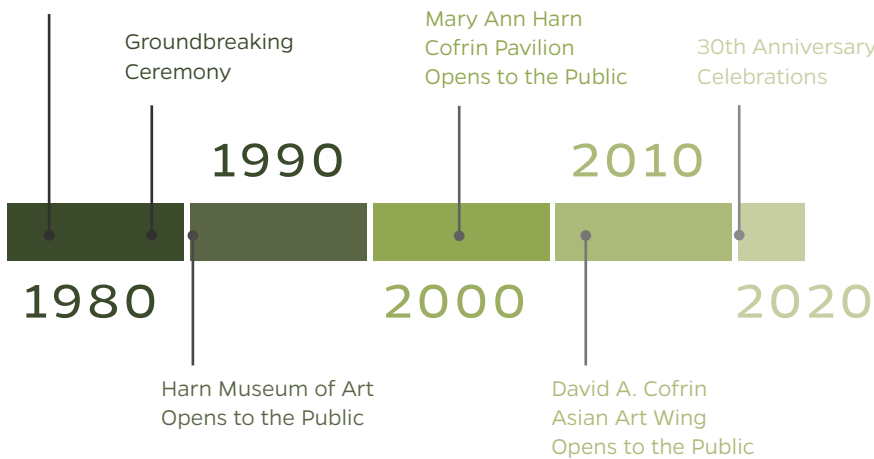 Groundbreaking
Ceremony
Mary Ann Harn
Cofrin Pavilion
Opens to the Public
30th Anniversary
Celebrations
1990
2010
1980
2000
2020
Harn Museum of Art
Opens to the Public
David A. Cofrin
Asian Art Wing
Opens to the Public